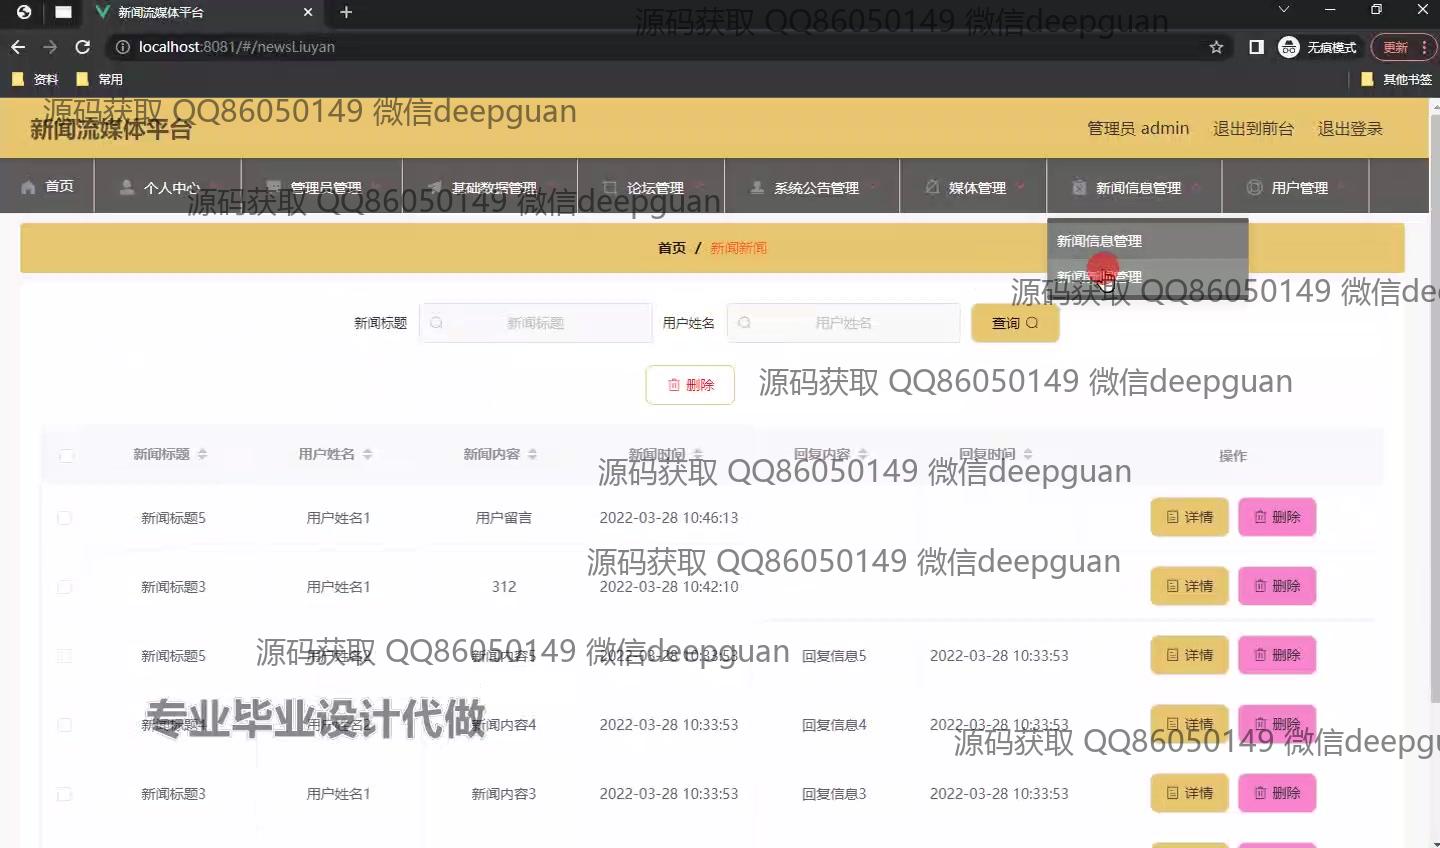 新闻流媒体平台
源码获取 QQ86050149 微信deepguan
localhost:8081/#/newsLiuyan
无痕模式
更新
资料
常用
其他书签
源码获取 QQ86050149 微信deepguan
新闻流媒体平台
管理员 admin
退出到前台
退出登录
首页
个人中心
管理员管理
基础数据管理
论坛管理
系统公告管理
媒体管理
新闻信息管理
用户管理
源码获取 QQ86050149 微信deepguan
首页 / 新闻新闻
新闻信息管理
新闻新闻管理
源码获取 QQ86050149 微信dee
新闻标题
新闻标题
用户姓名
用户姓名
查询
删除
源码获取 QQ86050149 微信deepguan
新闻标题 用户姓名 新闻内容 新闻时间 回复内容 回复时间 操作
源码获取 QQ86050149 微信deepguan
新闻标题5 用户姓名1 用户留言 2022-03-28 10:46:13 详情 删除
源码获取 QQ86050149 微信deepguan
新闻标题3 用户姓名1 312 2022-03-28 10:42:10 详情 删除
源码获取 QQ86050149 微信deepguan
新闻标题5 用户姓名2 新闻内容5 2022-03-28 10:33:53 回复信息5 2022-03-28 10:33:53 详情 删除
专业毕业设计代做
新闻标题4 用户姓名2 新闻内容4 2022-03-28 10:33:53 回复信息4 2022-03-28 10:33:53 详情 删除
源码获取 QQ86050149 微信deepgu
新闻标题3 用户姓名1 新闻内容3 2022-03-28 10:33:53 回复信息3 2022-03-28 10:33:53 详情 删除